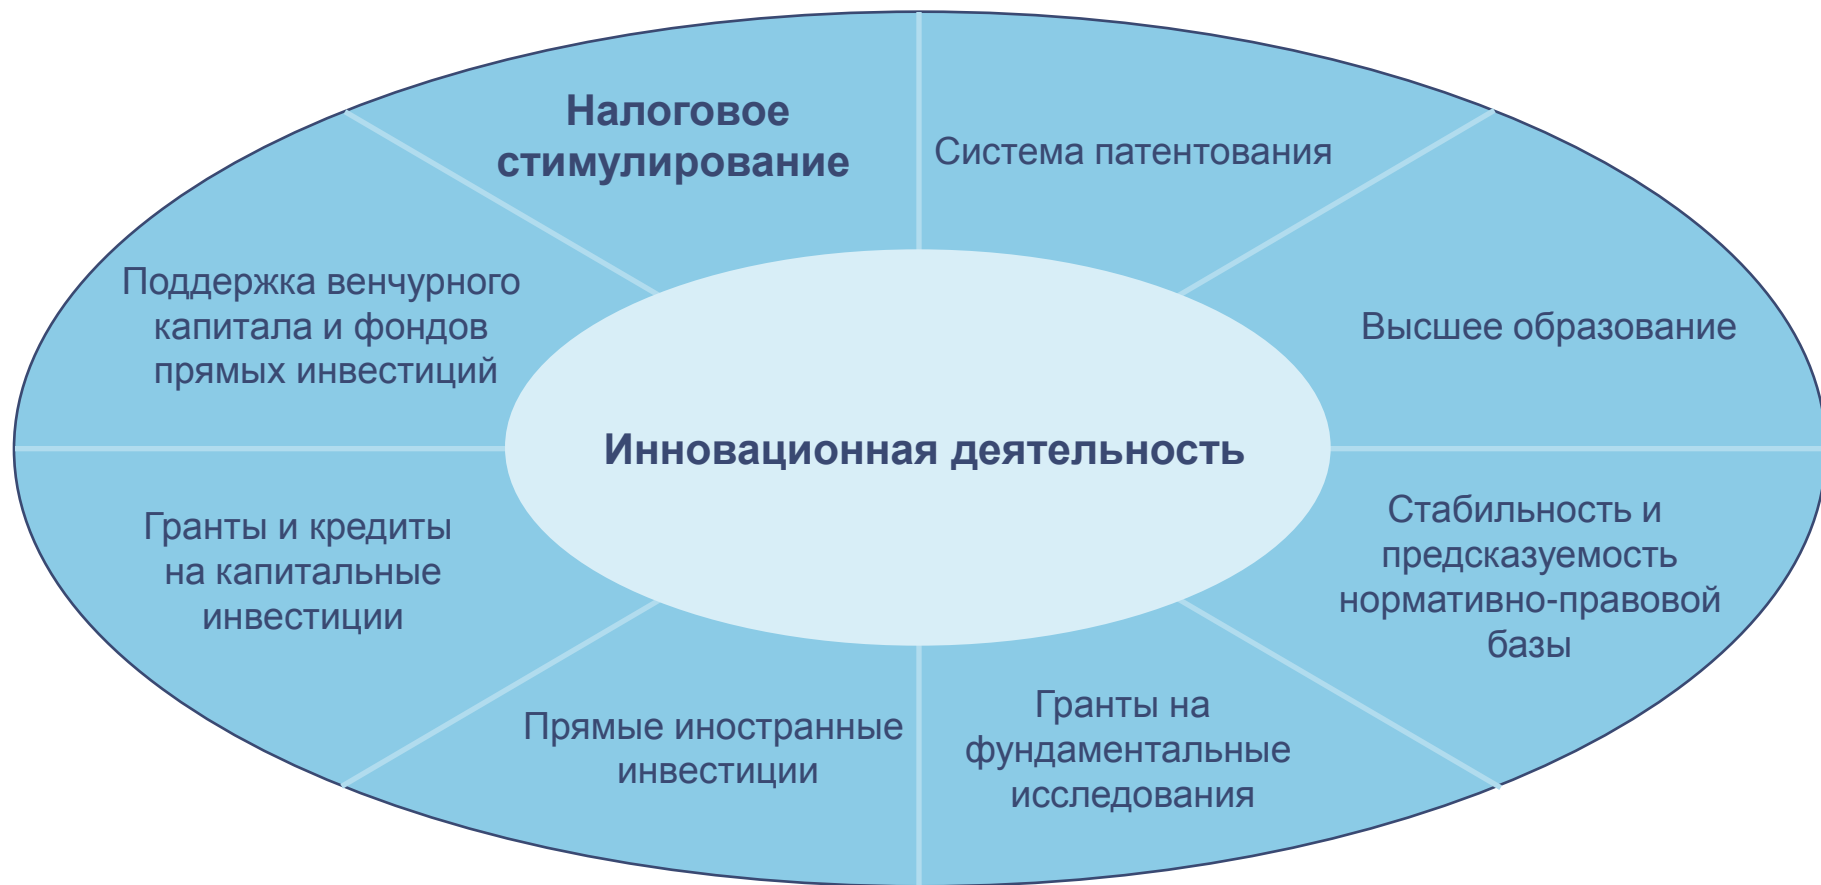 Налоговое
стимулирование
Система патентования
Поддержка венчурного
капитала и фондов
прямых инвестиций
Высшее образование
Инновационная деятельность
Гранты и кредиты
на капитальные
инвестиции
Стабильность и
предсказуемость
нормативно-правовой
базы
Прямые иностранные
инвестиции
Гранты на
фундаментальные
исследования